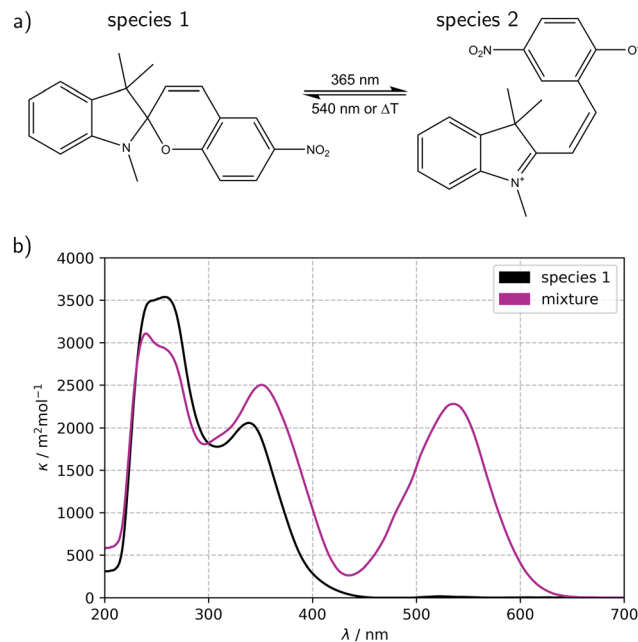 a)
species 1
species 2
N
O
NO₂
365 nm
540 nm or ΔT
O₂N
O⁻
N⁺
b)
κ / m²mol⁻¹
4000
3500
3000
2500
2000
1500
1000
500
0
species 1
mixture
200 300 400 500 600 700
λ / nm